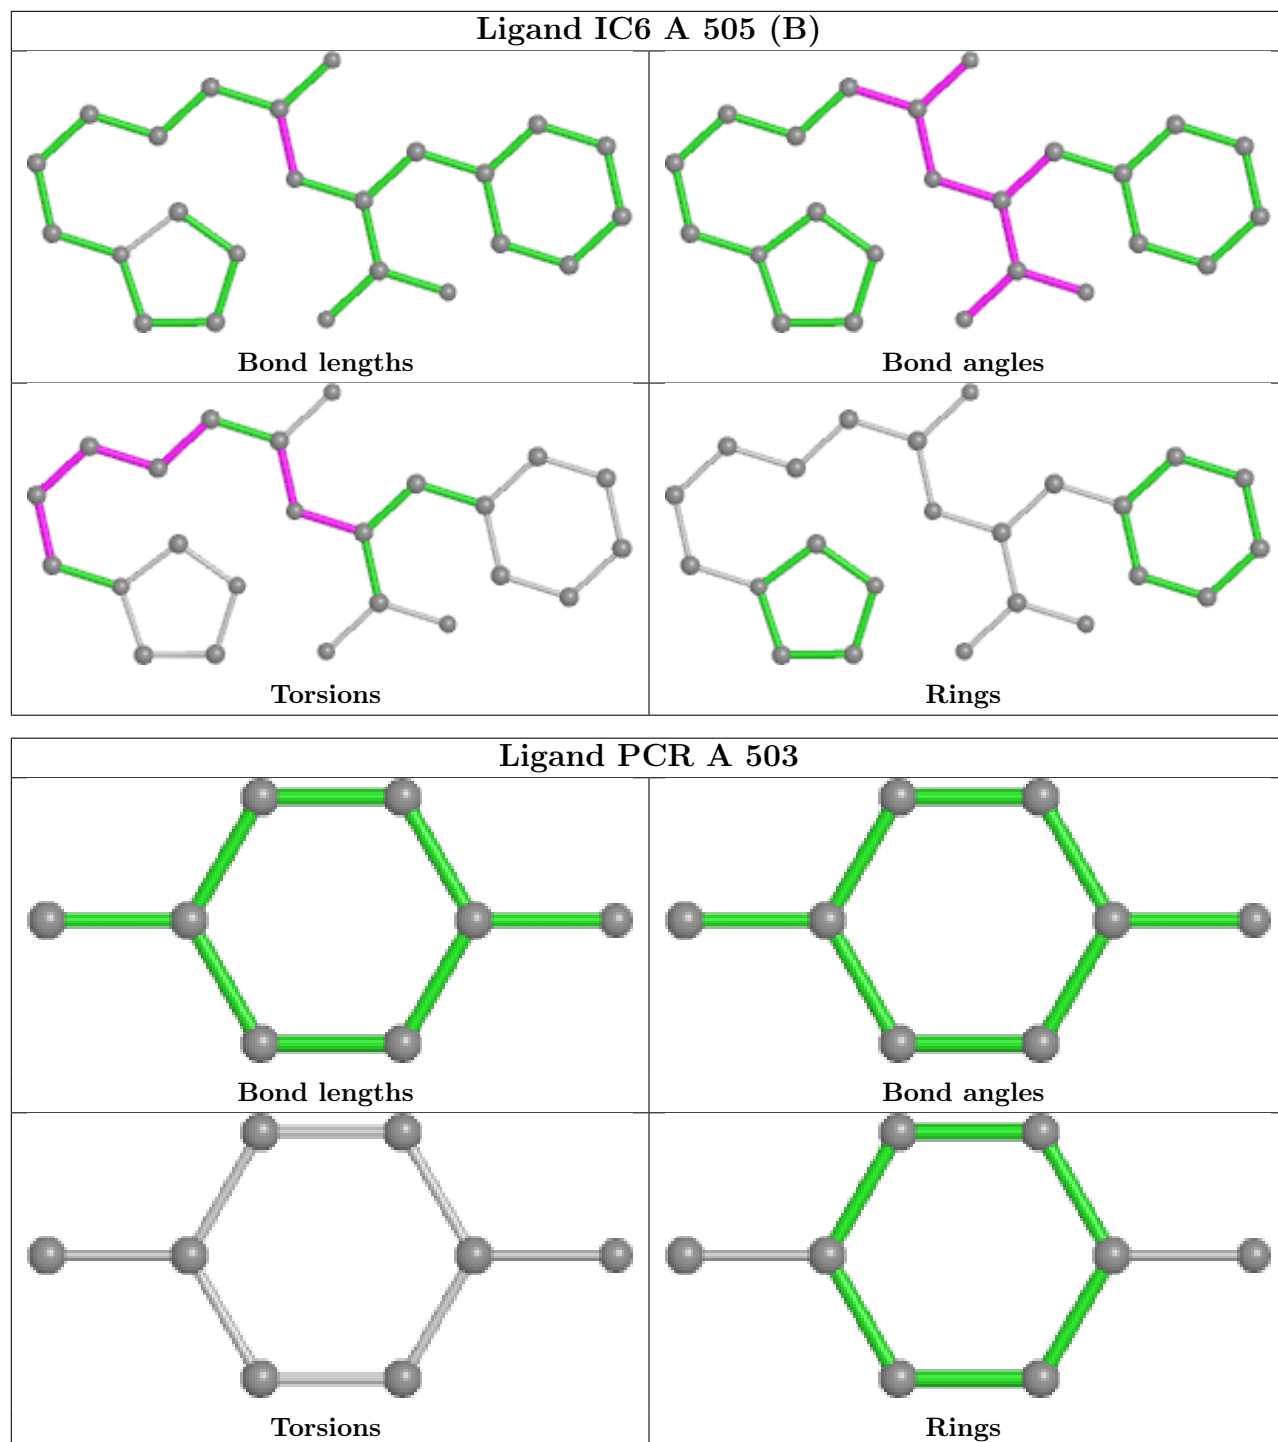 Ligand IC6 A 505 (B)
Bond lengths
Bond angles
Torsions
Rings
Ligand PCR A 503
Bond lengths
Bond angles
Torsions
Rings